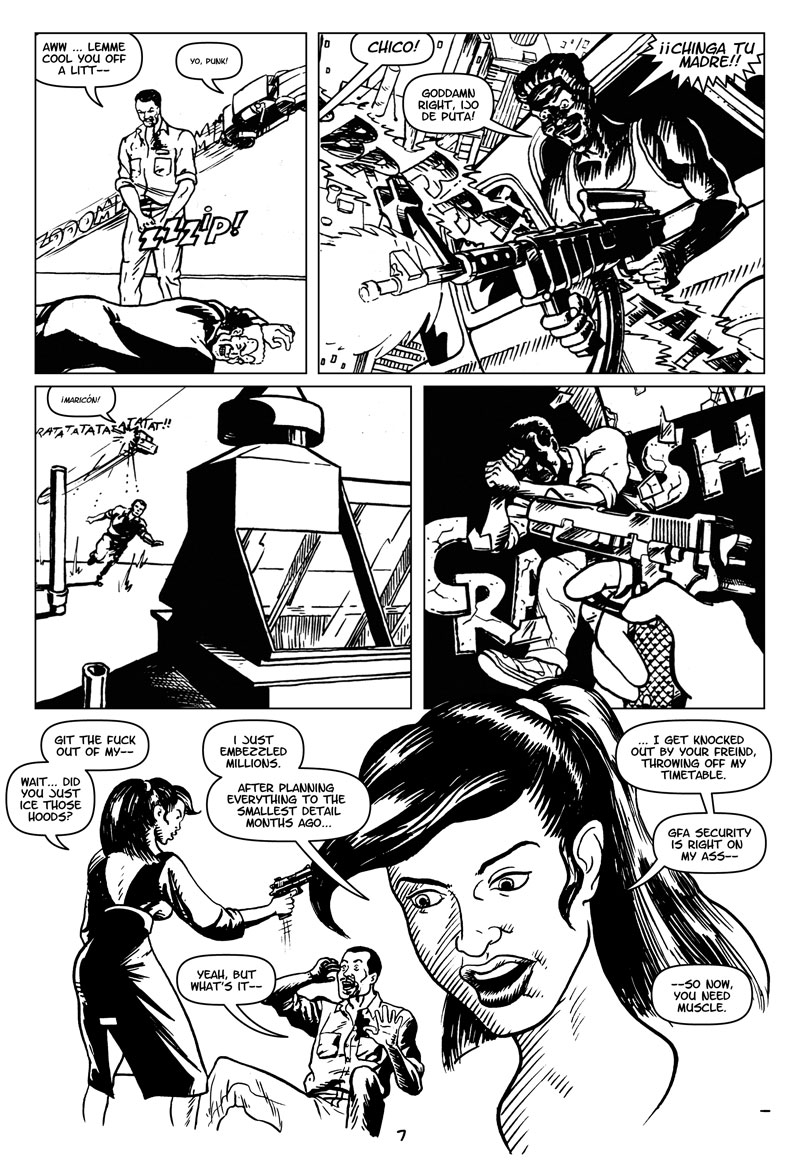 AWW ... LEMME
COOL YOU OFF
A LITT--
YO, PUNK!
ZOOOM
ZZZIP!
CHICO!
GODDAMN
RIGHT, IJO
DE PUTA!
¡¡CHINGA TU
MADRE!!
¡MARICÓN!
RATATATATATATATAT!!
CRASH
GIT THE FUCK
OUT OF MY--
WAIT... DID
YOU JUST
ICE THOSE
HOODS?
I JUST
EMBEZZLED
MILLIONS.
AFTER PLANNING
EVERYTHING TO THE
SMALLEST DETAIL
MONTHS AGO...
YEAH, BUT
WHAT'S IT--
... I GET KNOCKED
OUT BY YOUR FREIND,
THROWING OFF MY
TIMETABLE.
GFA SECURITY
IS RIGHT ON
MY ASS--
--SO NOW,
YOU NEED
MUSCLE.
7